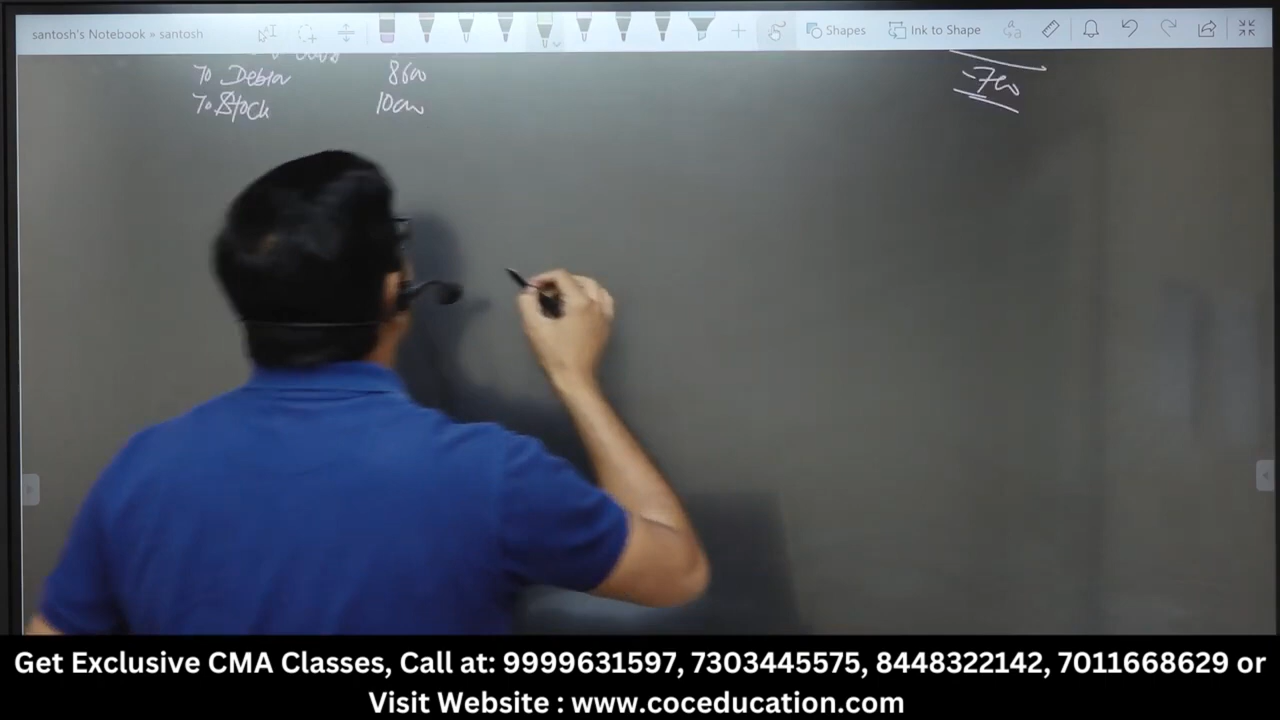 santosh's Notebook » santosh
Shapes
Ink to Shape
To Debtor 8600
To Stock 10000
-700
Get Exclusive CMA Classes, Call at: 9999631597, 7303445575, 8448322142, 7011668629 or
Visit Website : www.coceducation.com